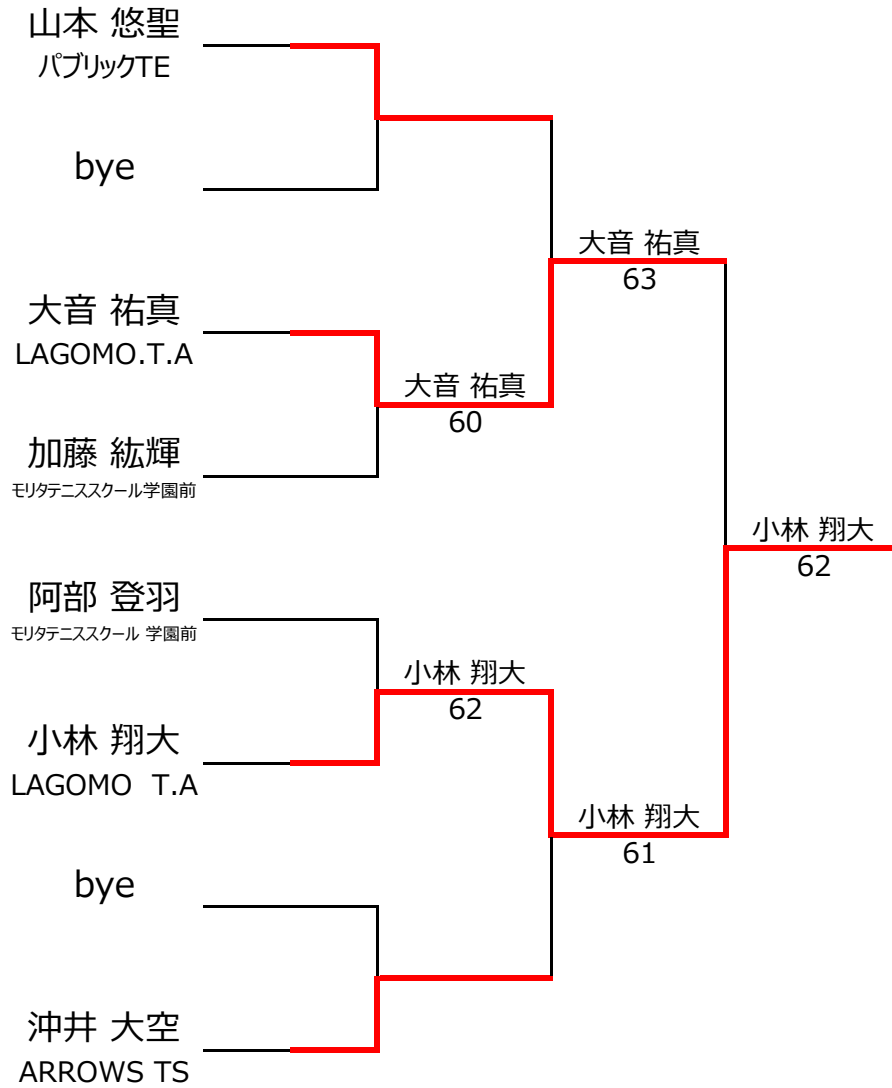 山本 悠聖
パブリックTE
bye
大音 祐真
LAGOMO.T.A
加藤 紘輝
モリタテニススクール学園前
阿部 登羽
モリタテニススクール 学園前
小林 翔大
LAGOMO T.A
bye
沖井 大空
ARROWS TS
大音 祐真
60
小林 翔大
62
大音 祐真
63
小林 翔大
61
小林 翔大
62